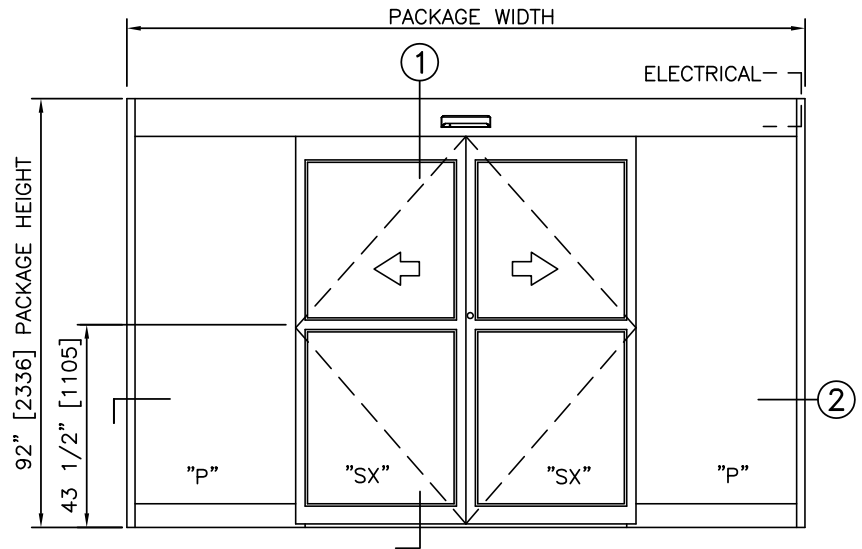 PACKAGE WIDTH
1
ELECTRICAL
92" [2336] PACKAGE HEIGHT
43 1/2" [1105]
2
"P"
"SX"
"SX"
"P"